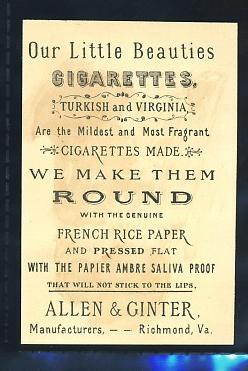 Our Little Beauties
CIGARETTES.
TURKISH and VIRGINIA
Are the Mildest and Most Fragrant
CIGARETTES MADE.
WE MAKE THEM
ROUND
WITH THE GENUINE
FRENCH RICE PAPER
AND PRESSED FLAT
WITH THE PAPIER AMBRE SALIVA PROOF
THAT WILL NOT STICK TO THE LIPS.
ALLEN & GINTER,
Manufacturers, — — Richmond, Va.